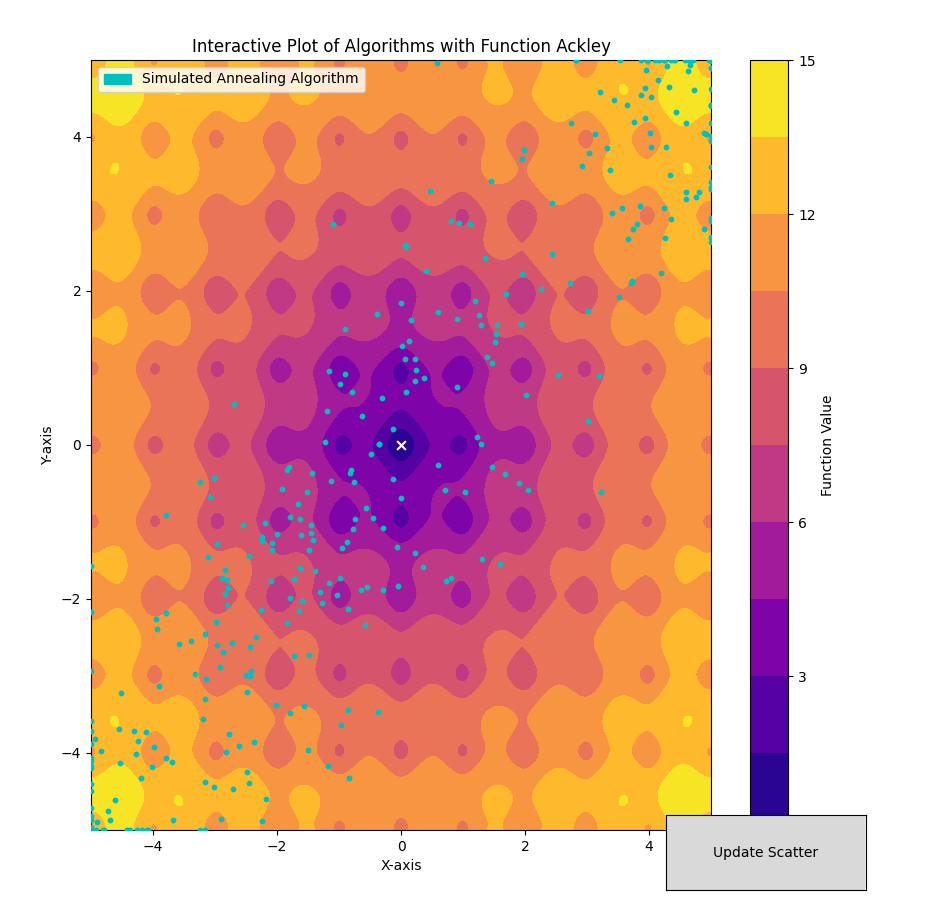 Interactive Plot of Algorithms with Function Ackley
Simulated Annealing Algorithm
Y-axis
4
2
0
−2
−4
−4
−2
0
2
4
X-axis
15
12
9
6
3
Function Value
Update Scatter